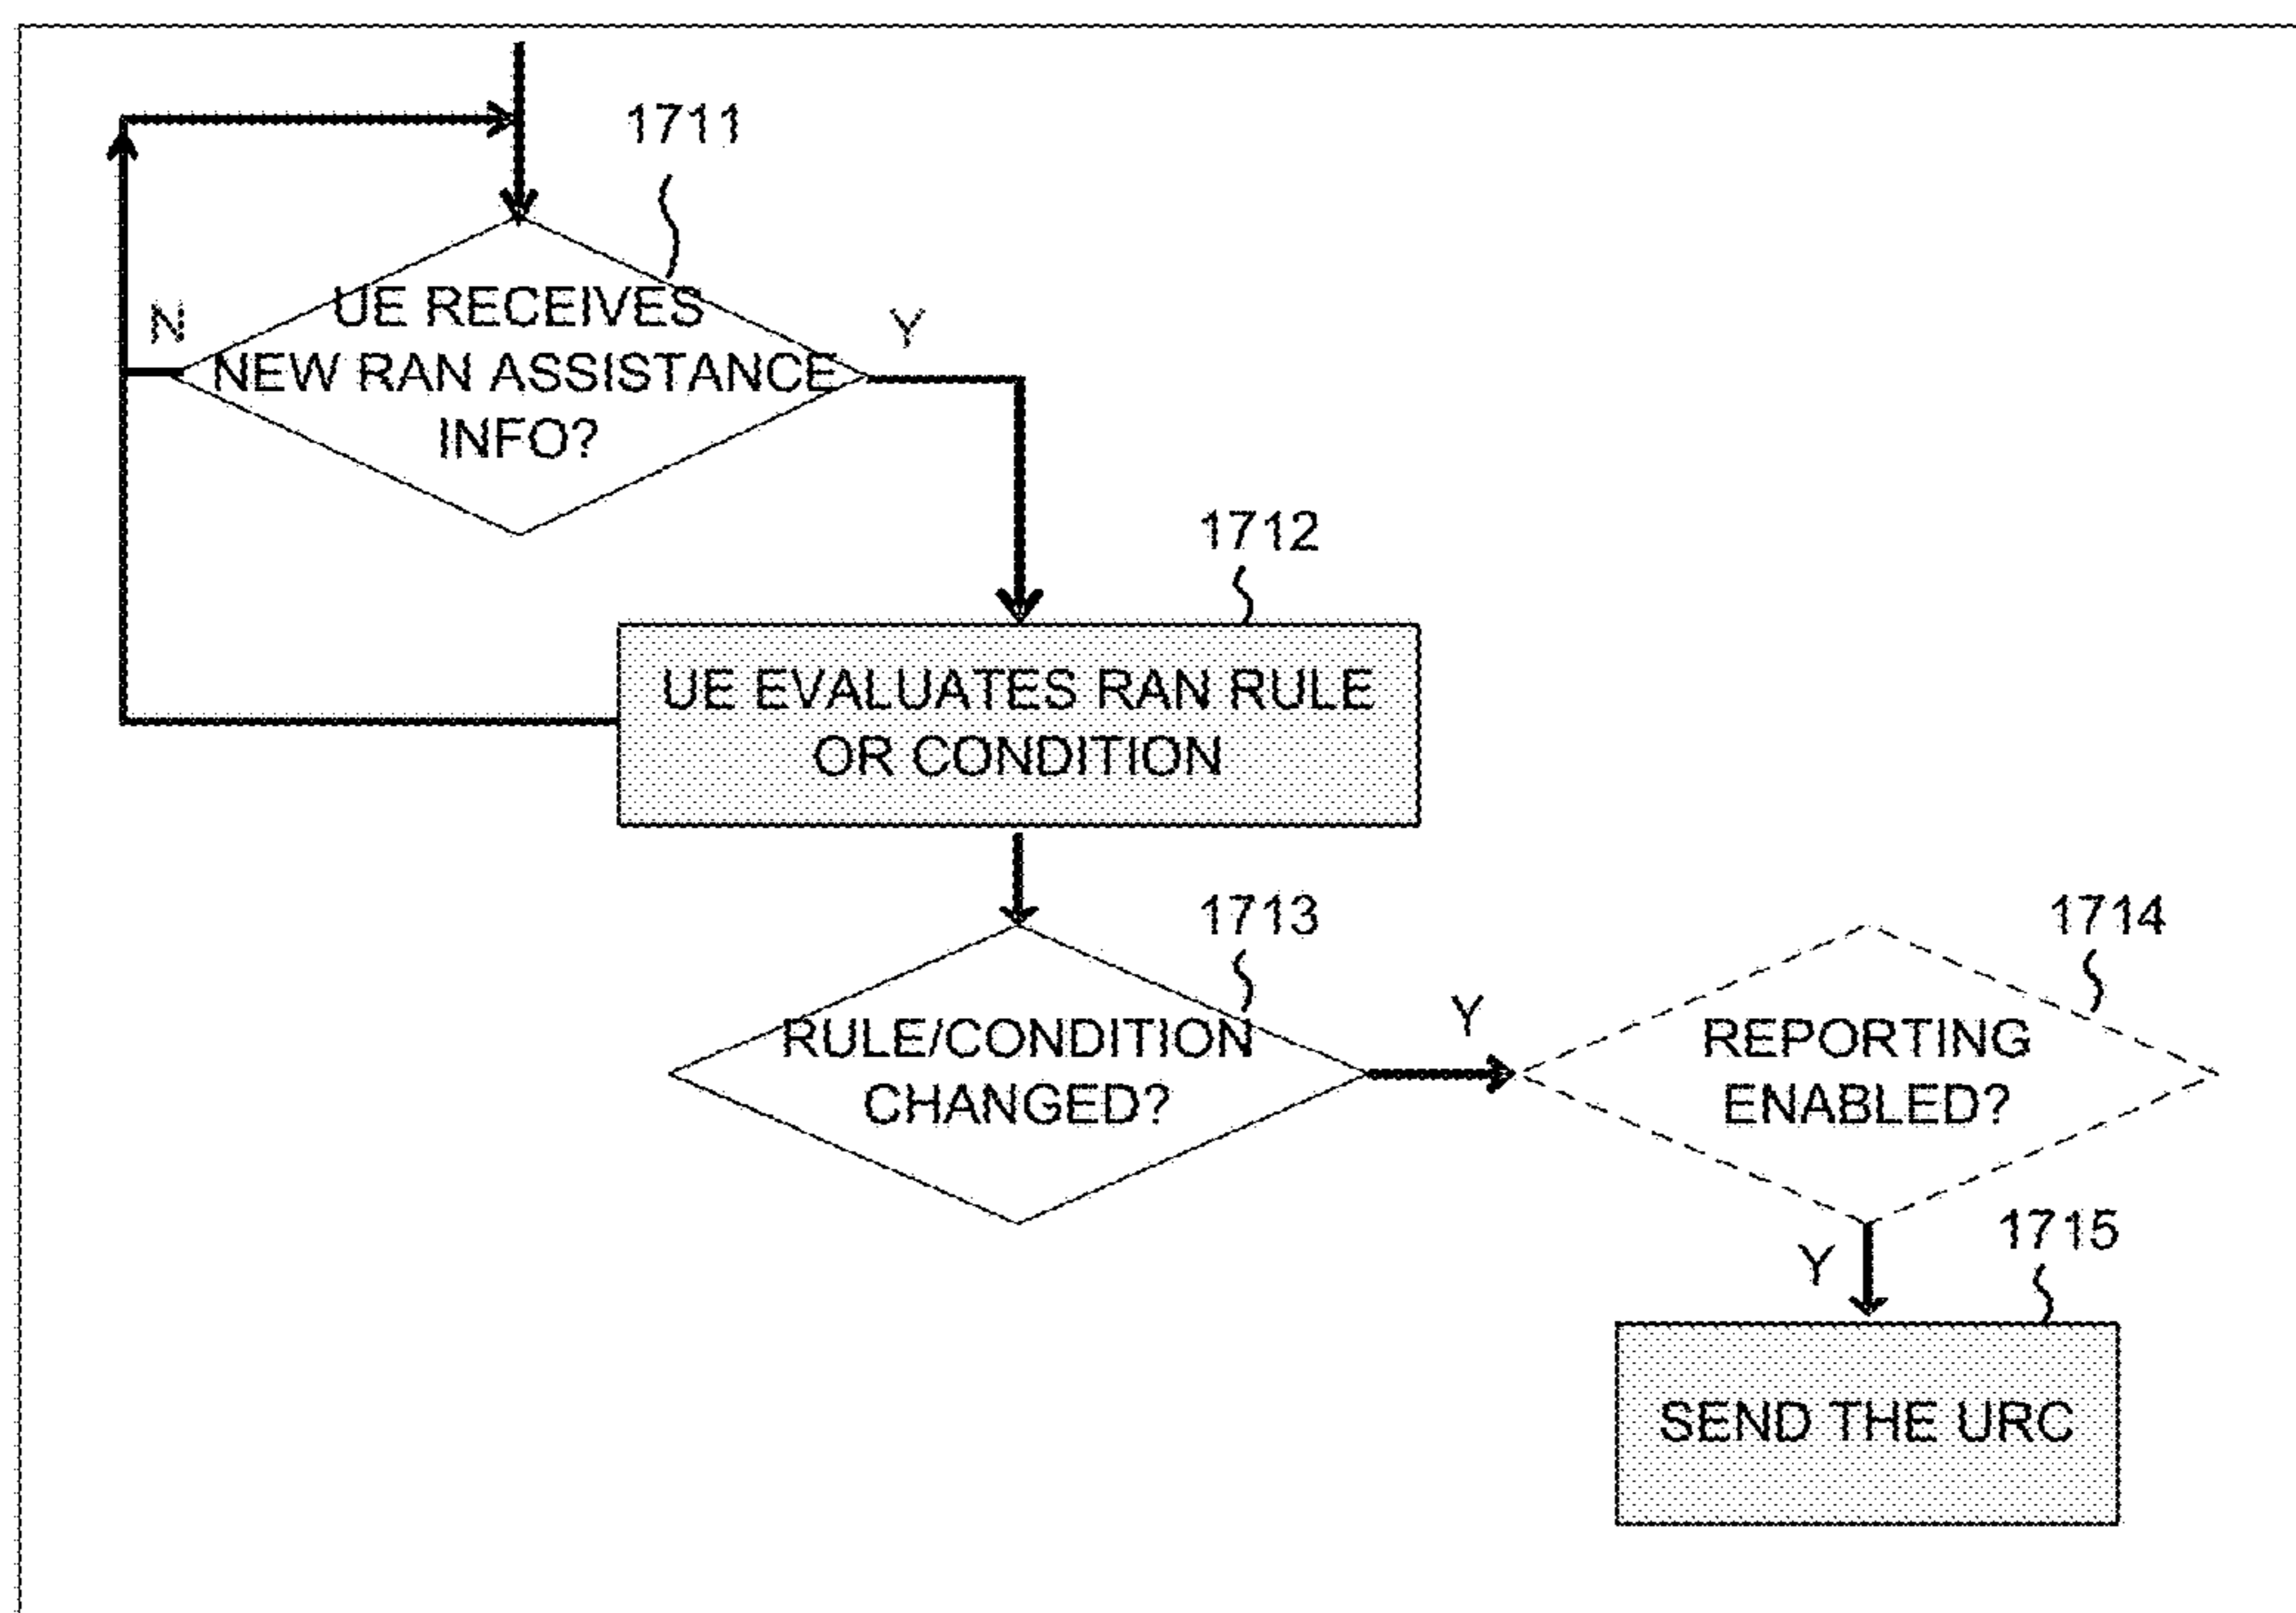 1711
UE RECEIVES
NEW RAN ASSISTANCE
INFO?
N
Y
1712
UE EVALUATES RAN RULE
OR CONDITION
1713
RULE/CONDITION
CHANGED?
Y
1714
REPORTING
ENABLED?
Y
1715
SEND THE URC